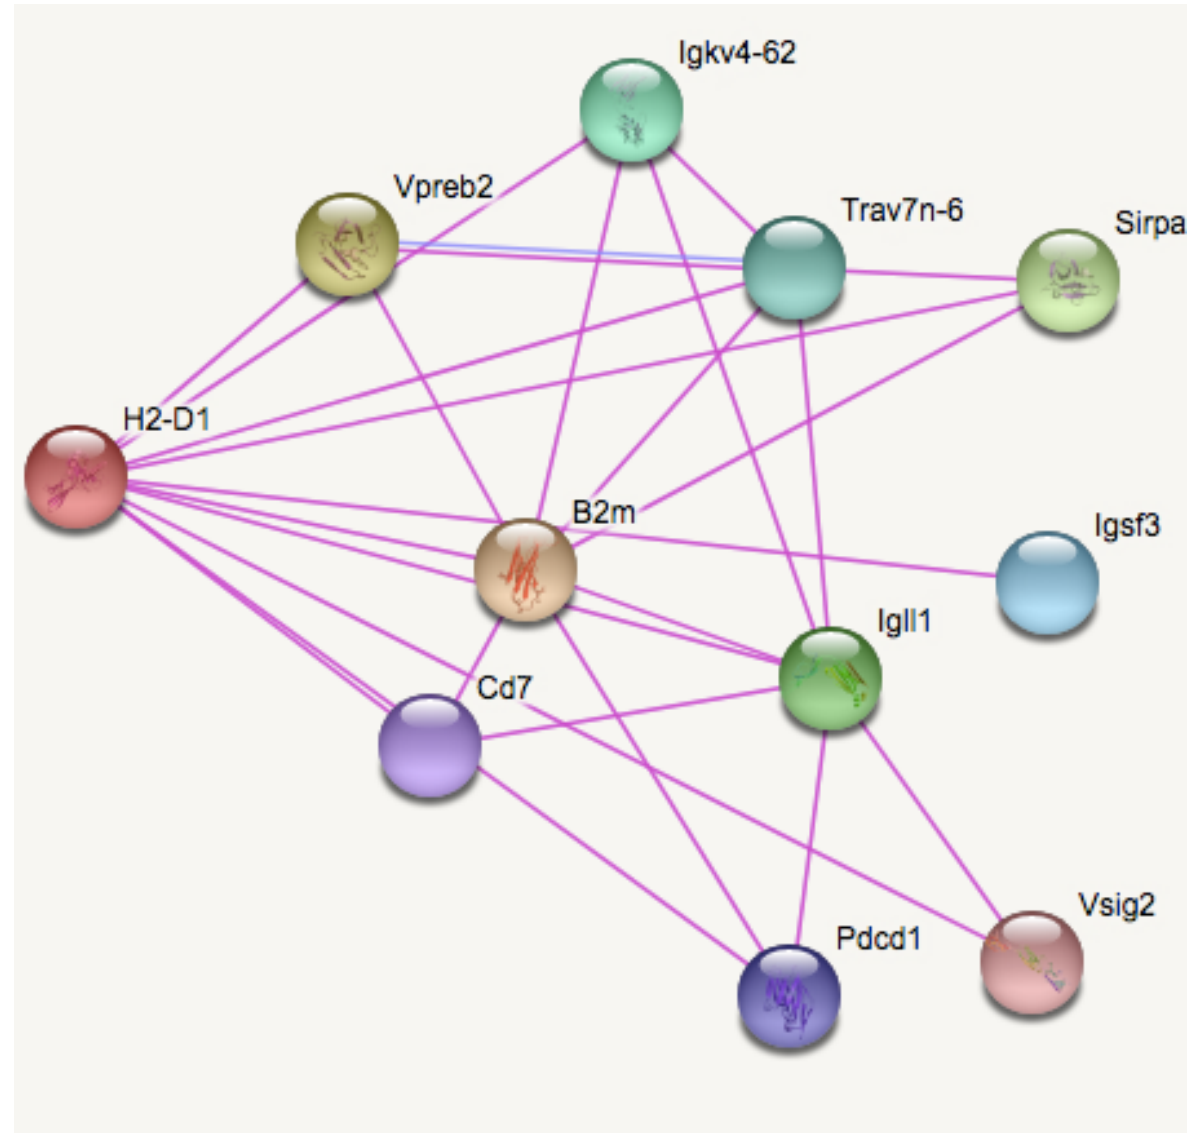 Igkv4-62
Vpreb2
Trav7n-6
Sirpa
H2-D1
B2m
Igsf3
Igll1
Cd7
Vsig2
Pdcd1